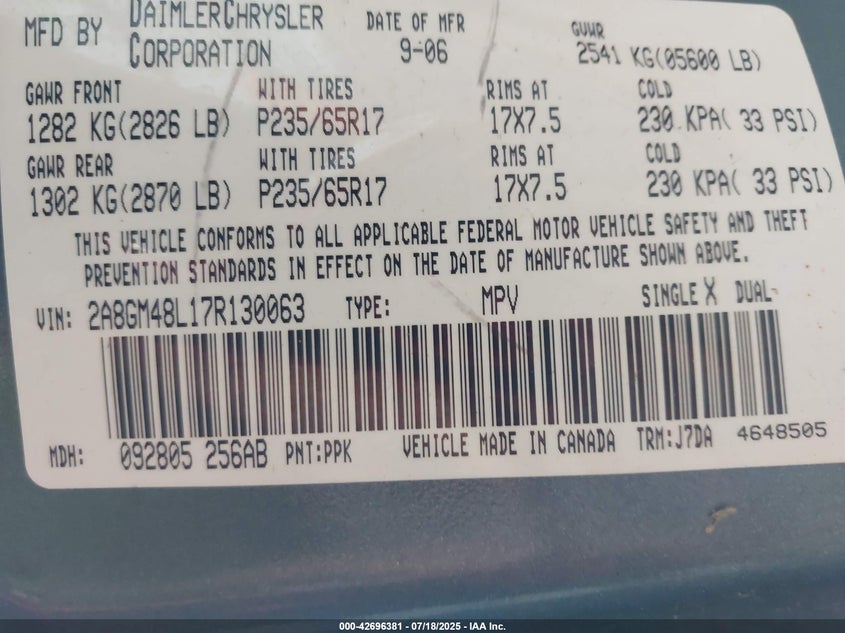 MFD BY DAIMLERCHRYSLER CORPORATION DATE OF MFR 9-06 GVWR 2541 KG(05600 LB)
GAWR FRONT WITH TIRES RIMS AT COLD
1282 KG(2826 LB) P235/65R17 17X7.5 230 KPA( 33 PSI)
GAWR REAR WITH TIRES RIMS AT COLD
1302 KG(2870 LB) P235/65R17 17X7.5 230 KPA( 33 PSI)
THIS VEHICLE CONFORMS TO ALL APPLICABLE FEDERAL MOTOR VEHICLE SAFETY AND THEFT
PREVENTION STANDARDS IN EFFECT ON THE DATE OF MANUFACTURE SHOWN ABOVE.
VIN: 2A8GM48L17R130063 TYPE: MPV SINGLE X DUAL-
MDH: 092805 256AB PNT:PPK VEHICLE MADE IN CANADA TRM:J7DA 4648505
000-42696381 / 07/18/2025 - IAA Inc.